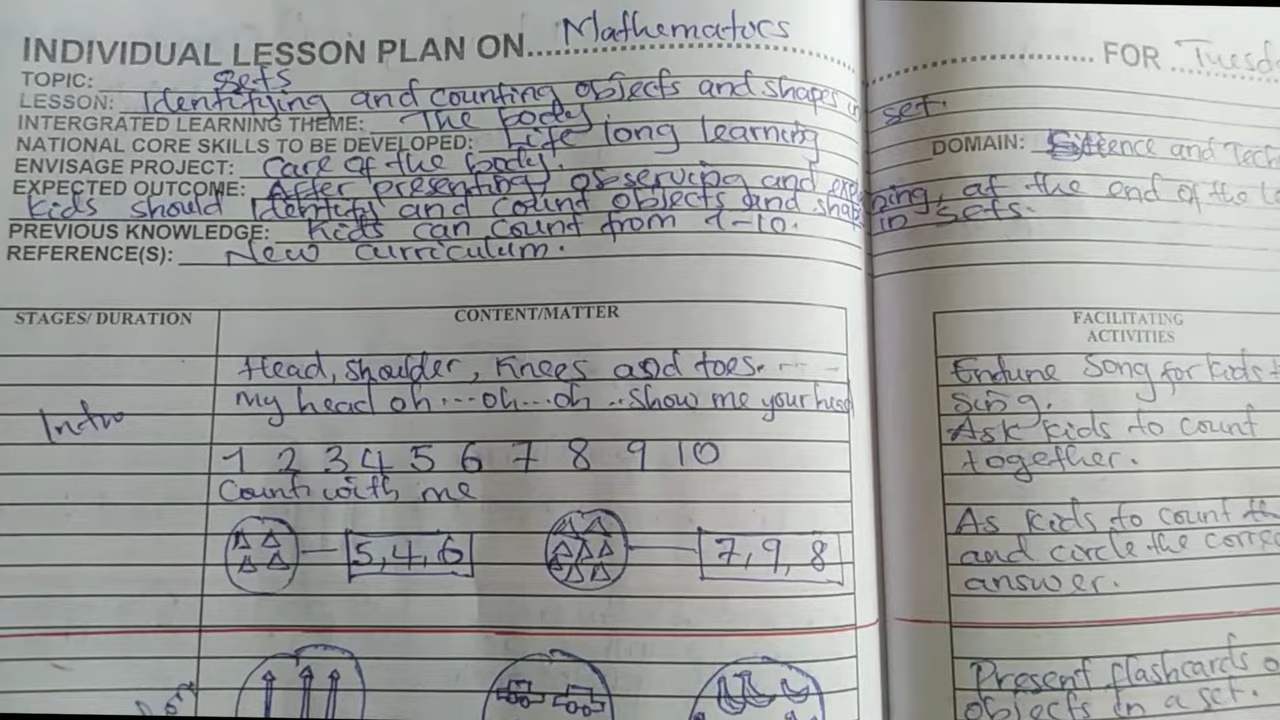 INDIVIDUAL LESSON PLAN ON Mathematics FOR Tuesd
TOPIC: Sets
LESSON: Identifying and counting objects and shapes in set.
INTERGRATED LEARNING THEME: The body.
NATIONAL CORE SKILLS TO BE DEVELOPED: Life long learning DOMAIN: and Tech
ENVISAGE PROJECT: Care of the body.
EXPECTED OUTCOME: After presenting, observing and at the end of the
kids should Identify and count objects and in sets.
PREVIOUS KNOWLEDGE: Kids can count from 1-10.
REFERENCE(S): New curriculum.
STAGES/ DURATION
CONTENT/MATTER
Intro
Head, shoulder, Knees and toes.
My head oh...oh...oh ..Show me your head
1 2 3 4 5 6 7 8 9 10
Count with me
5, 4, 6
7, 9, 8
FACILITATING
ACTIVITIES
Song for kids
Sing.
Ask kids to count
together.
As kids to count
and circle the
answer.
Present flashcards
objects in a set.